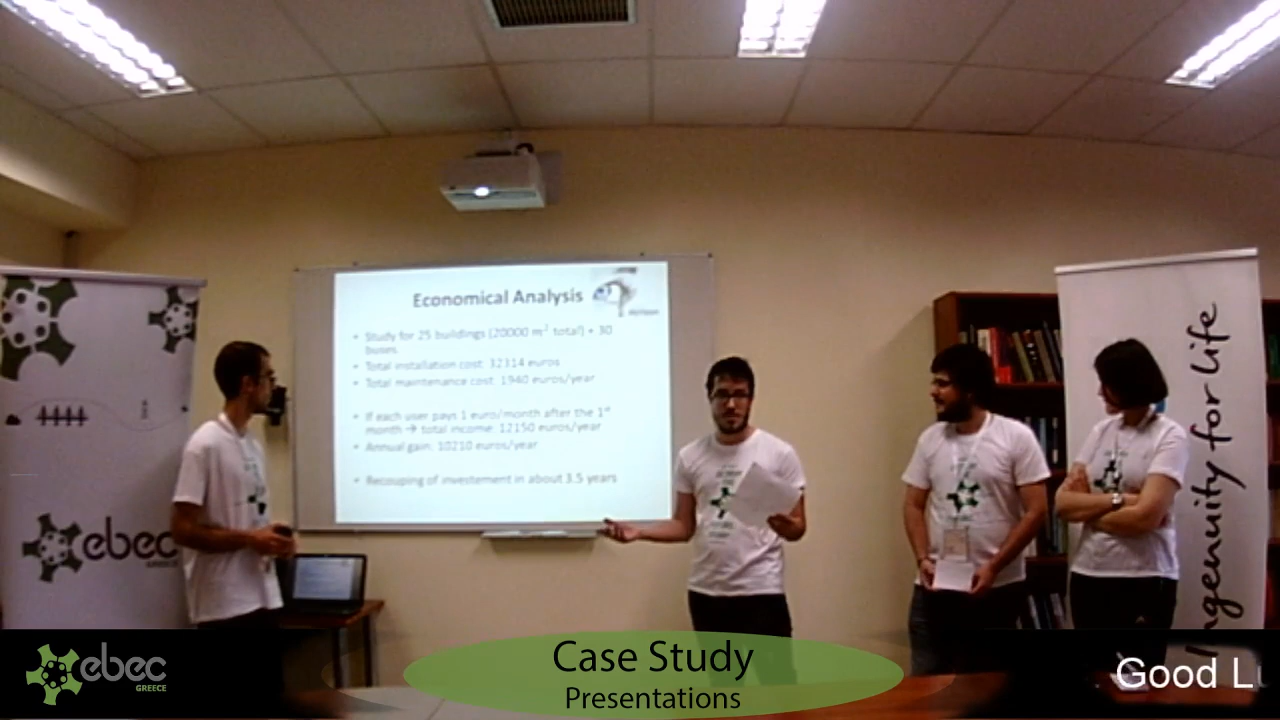 Economical Analysis
• Study for 25 buildings (20000 m² total) + 30
buses.
• Total installation cost: 32314 euros
• Total maintenance cost: 1940 euros/year
• If each user pays 1 euro/month after the 1st
month → total income: 12150 euros/year
• Annual gain: 10210 euros/year
• Recouping of investement in about 3.5 years
ebec
GREECE
Ingenuity for life
ebec
GREECE
Case Study
Presentations
Good Lu